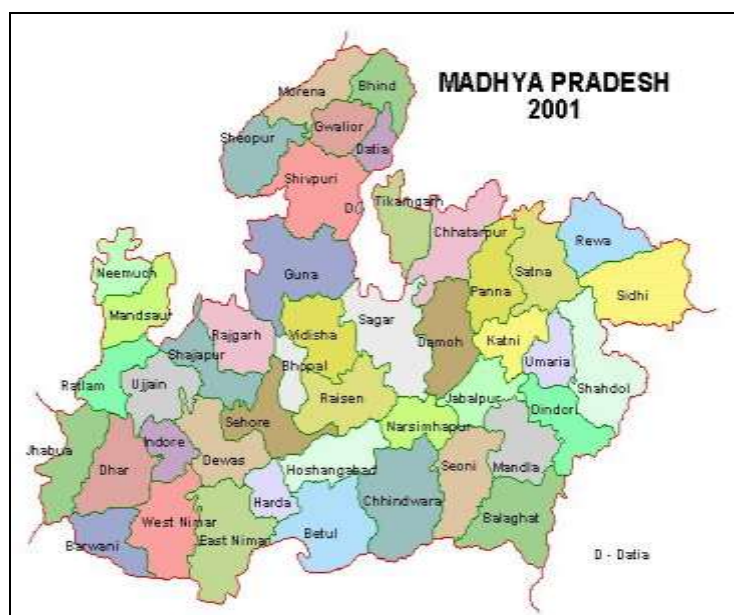 MADHYA PRADESH
2001
Bhind
Morena
Gwalior
Sheopur
Datia
Shivpuri
D
Tikamgarh
Chhatarpur
Rewa
Satna
Neemuch
Guna
Panna
Sidhi
Mandsaur
Sagar
Rajgarh
Vidisha
Damoh
Katni
Shajapur
Umaria
Bhopal
Ratlam
Ujjain
Shahdol
Raisen
Jabalpur
Dindori
Sehore
Narsimhapur
Indore
Jhabua
Dewas
Hoshangabad
Seoni
Mandla
Dhar
Harda
Chhindwara
West Nimar
Betul
Balaghat
East Nimar
Barwani
D - Datia